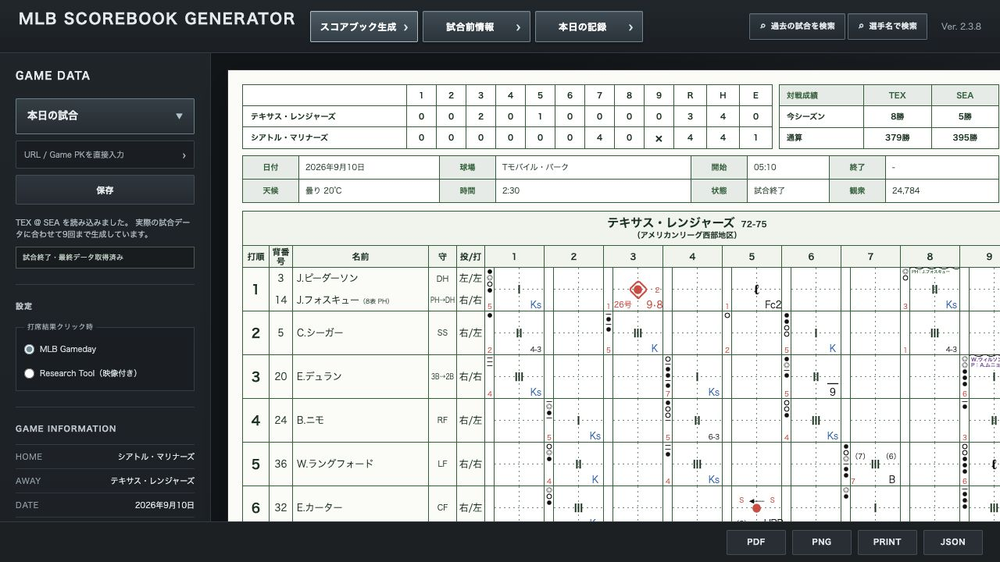 MLB SCOREBOOK GENERATOR
スコアブック生成 ›
試合前情報 ›
本日の記録 ›
過去の試合を検索
選手名で検索
Ver. 2.3.8
GAME DATA
本日の試合 ▼
URL / Game PKを直接入力 ›
保存
TEX @ SEA を読み込みました。 実際の試合デー
タに合わせて9回まで生成しています。
試合終了・最終データ取得済み
設定
打席結果クリック時
MLB Gameday
Research Tool（映像付き）
GAME INFORMATION
HOME シアトル・マリナーズ
AWAY テキサス・レンジャーズ
DATE 2026年9月10日
1 2 3 4 5 6 7 8 9 R H E
テキサス・レンジャーズ 0 0 2 0 1 0 0 0 0 3 4 0
シアトル・マリナーズ 0 0 0 0 0 0 4 0 × 4 4 1
対戦成績 TEX SEA
今シーズン 8勝 5勝
通算 379勝 395勝
日付 2026年9月10日 球場 Tモバイル・パーク 開始 05:10 終了 -
天候 曇り 20℃ 時間 2:30 状態 試合終了 観衆 24,784
テキサス・レンジャーズ 72-75
（アメリカンリーグ西部地区）
打順 背番号 名前 守 投/打 1 2 3 4 5 6 7 8 9
1 3 J.ピーダーソン DH 左/左
14 J.フォスキュー（8表 PH） PH→DH 右/右
5 I Ks 1 26号 2 9·8 1 ℓ Fc2 3 PH：J.フォスキュー II Ks
2 5 C.シーガー SS 右/左 2 II 4-3 5 III K 2 5 I K 1 III 4-3
3 20 E.デュラン 3B→2B 右/右 4 III Ks 7 I Ks 5 II 9 6 I
4 24 B.ニモ RF 右/左 5 I Ks 5 II 6-3 4 III Ks 3 II
5 36 W.ラングフォード LF 右/右 4 II K 4 III Ks 7 (7) (6) III B 6 ℓ
6 32 E.カーター CF 左/左 III S S I III
PDF
PNG
PRINT
JSON